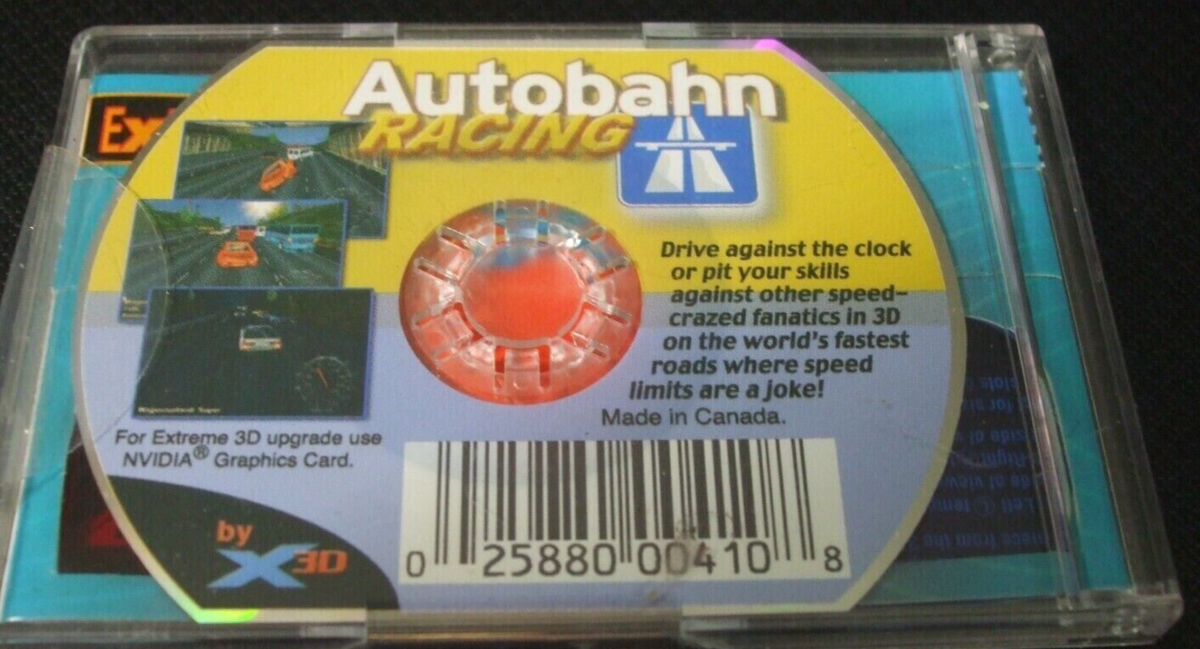 Autobahn
RACING
Ex
Drive against the clock
or pit your skills
against other speed-
crazed fanatics in 3D
on the world's fastest
roads where speed
limits are a joke!
Made in Canada.
For Extreme 3D upgrade use
NVIDIA® Graphics Card.
by
X3D
0 25880 00410 8